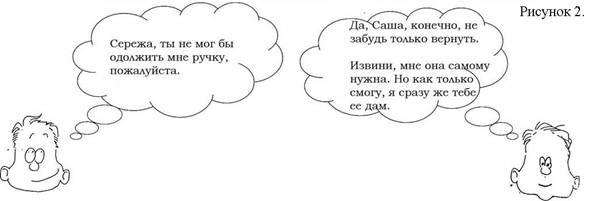 Рисунок 2.
Сережа, ты не мог бы
одолжить мне ручку,
пожалуйста.
Да, Саша, конечно, не
забудь только вернуть.
Извини, мне она самому
нужна. Но как только
смогу, я сразу же тебе
ее дам.